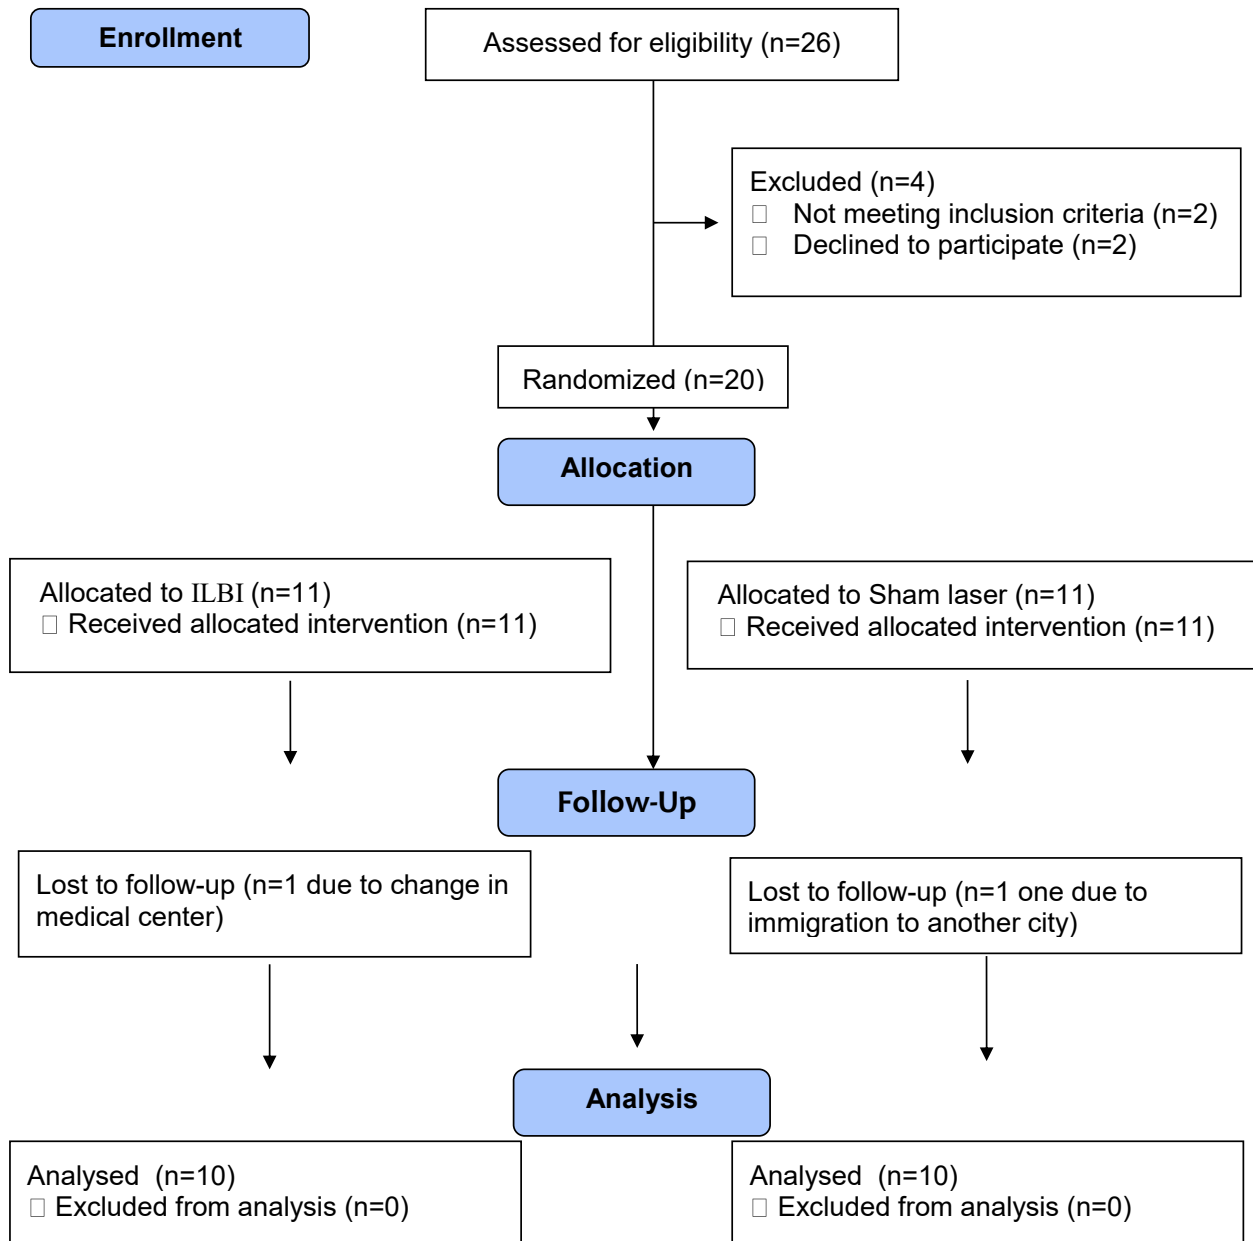 Enrollment
Assessed for eligibility (n=26)
Excluded (n=4)
□ Not meeting inclusion criteria (n=2)
□ Declined to participate (n=2)
Randomized (n=20)
Allocation
Allocated to ILBI (n=11)
□ Received allocated intervention (n=11)
Allocated to Sham laser (n=11)
□ Received allocated intervention (n=11)
Follow-Up
Lost to follow-up (n=1 due to change in
medical center)
Lost to follow-up (n=1 one due to
immigration to another city)
Analysis
Analysed (n=10)
□ Excluded from analysis (n=0)
Analysed (n=10)
□ Excluded from analysis (n=0)